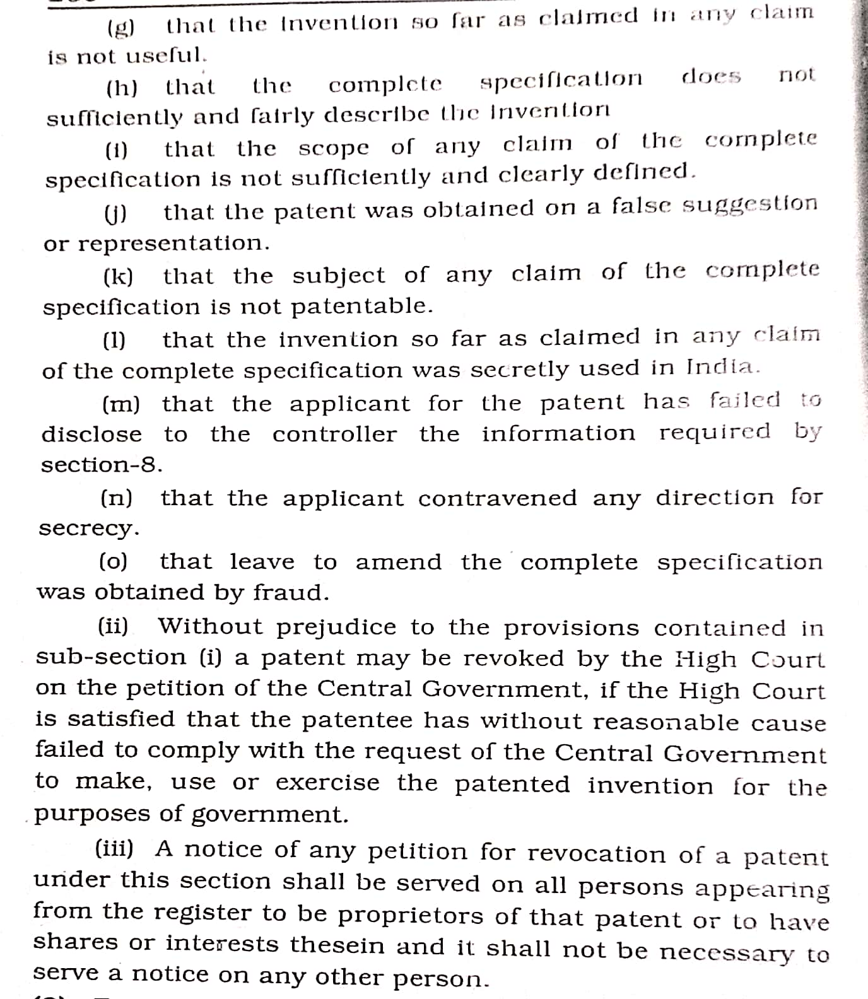 (g) that the invention so far as claimed in any claim
is not useful.
(h) that the complete specification does not
sufficiently and fairly describe the invention
(i) that the scope of any claim of the complete
specification is not sufficiently and clearly defined.
(j) that the patent was obtained on a false suggestion
or representation.
(k) that the subject of any claim of the complete
specification is not patentable.
(l) that the invention so far as claimed in any claim
of the complete specification was secretly used in India.
(m) that the applicant for the patent has failed to
disclose to the controller the information required by
section-8.
(n) that the applicant contravened any direction for
secrecy.
(o) that leave to amend the complete specification
was obtained by fraud.
(ii) Without prejudice to the provisions contained in
sub-section (i) a patent may be revoked by the High Court
on the petition of the Central Government, if the High Court
is satisfied that the patentee has without reasonable cause
failed to comply with the request of the Central Government
to make, use or exercise the patented invention for the
purposes of government.
(iii) A notice of any petition for revocation of a patent
under this section shall be served on all persons appearing
from the register to be proprietors of that patent or to have
shares or interests thesein and it shall not be necessary to
serve a notice on any other person.